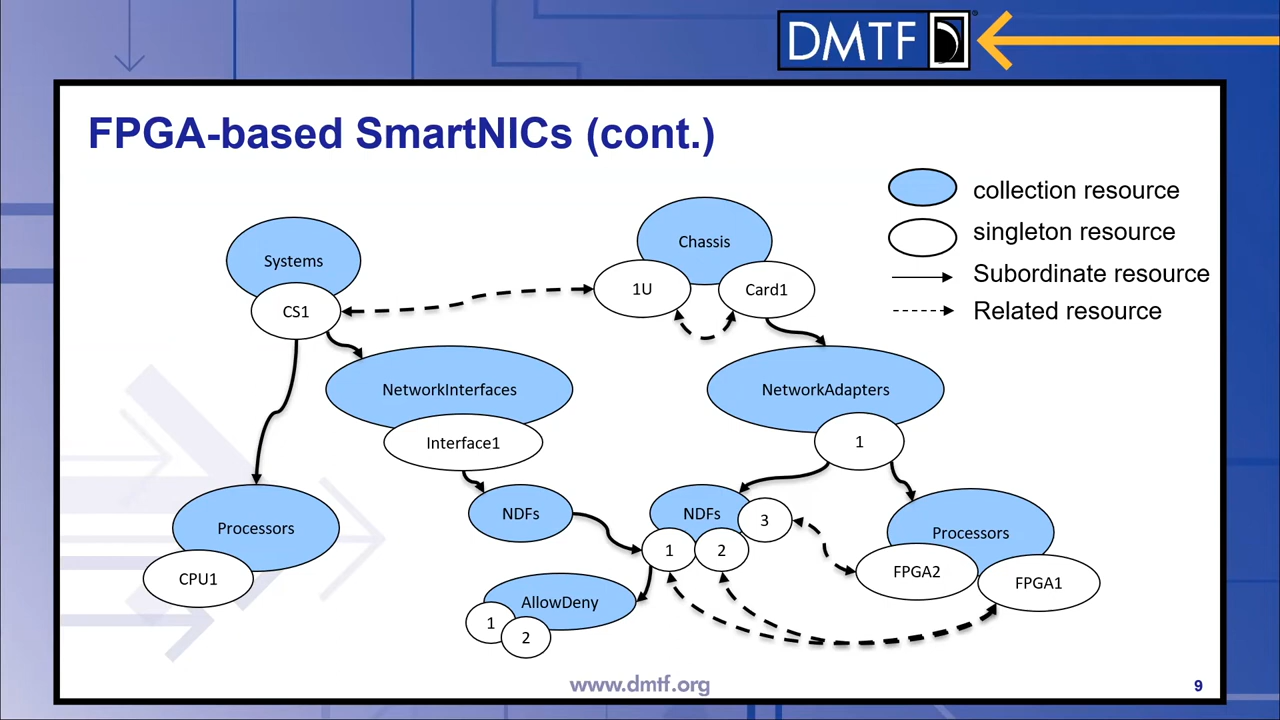 DMTF
FPGA-based SmartNICs (cont.)
collection resource
singleton resource
Subordinate resource
Related resource
Systems
CS1
Chassis
1U
Card1
NetworkInterfaces
Interface1
NetworkAdapters
1
Processors
CPU1
NDFs
NDFs
1
2
3
Processors
FPGA2
FPGA1
AllowDeny
1
2
www.dmtf.org
9